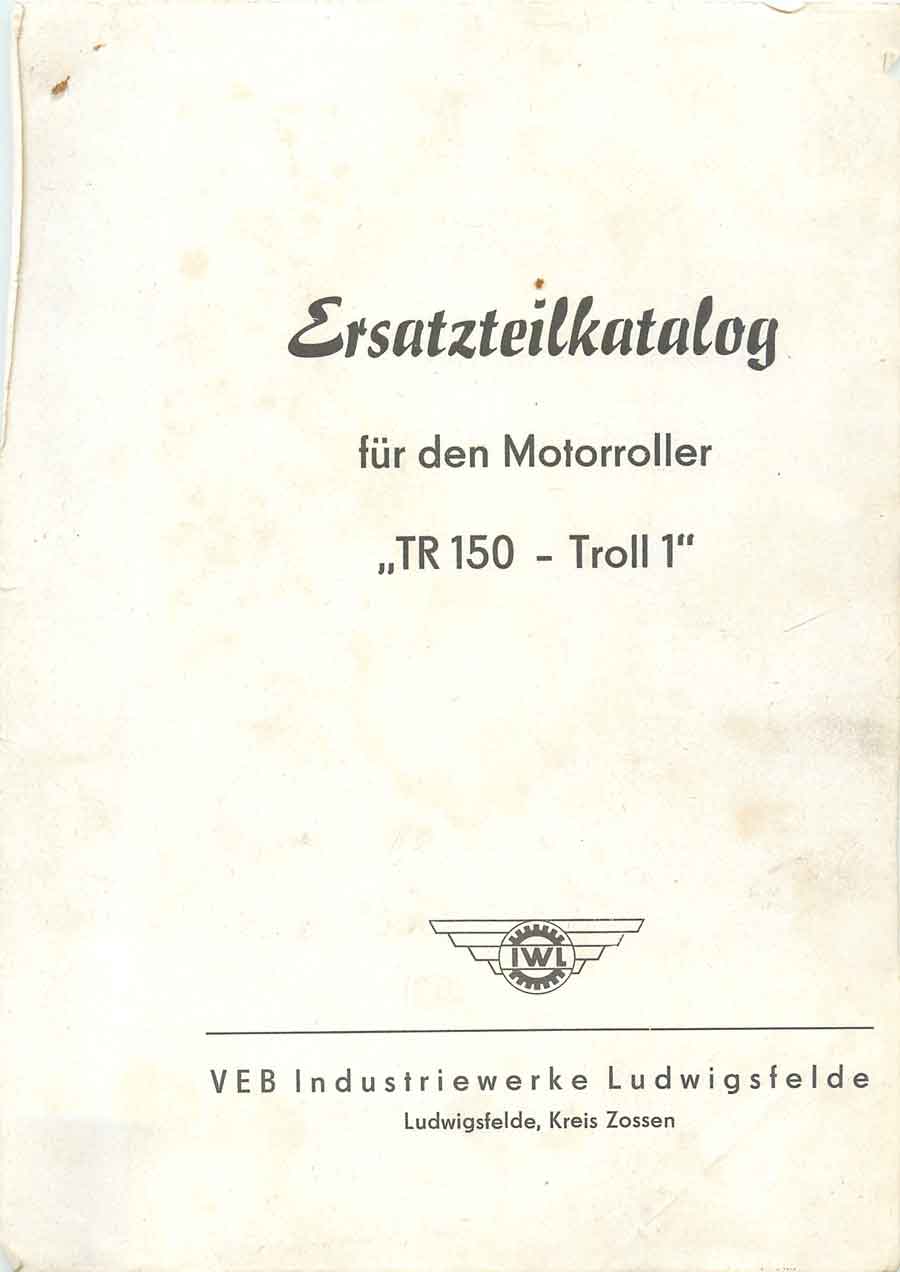 Ersatzteilkatalog
für den Motorroller
„TR 150 – Troll 1“
IWL
VEB Industriewerke Ludwigsfelde
Ludwigsfelde, Kreis Zossen